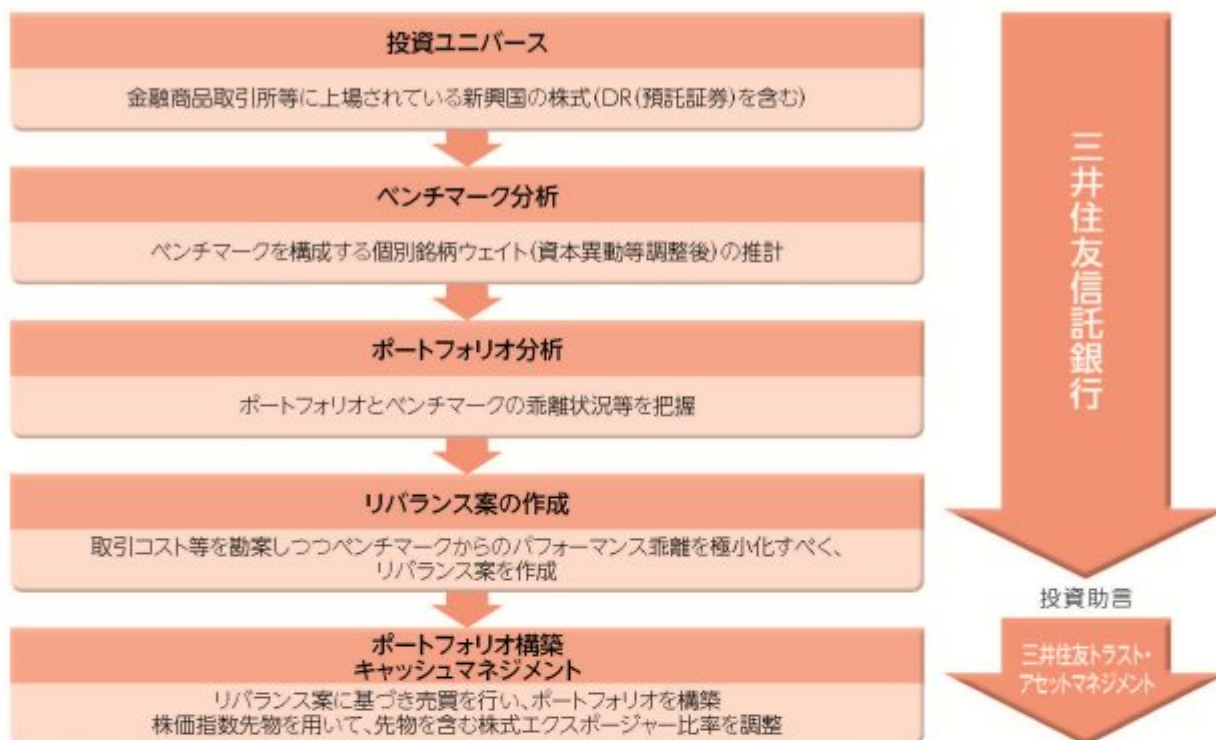 投資ユニバース
金融商品取引所等に上場されている新興国の株式(DR(預託証券)を含む)
ベンチマーク分析
ベンチマークを構成する個別銘柄ウェイト(資本異動等調整後)の推計
ポートフォリオ分析
ポートフォリオとベンチマークの乖離状況等を把握
リバランス案の作成
取引コスト等を勘案しつつベンチマークからのパフォーマンス乖離を極小化すべく、
リバランス案を作成
ポートフォリオ構築
キャッシュマネジメント
リバランス案に基づき売買を行い、ポートフォリオを構築
株価指数先物を用いて、先物を含む株式エクスポージャー比率を調整
三井住友信託銀行
投資助言
三井住友トラスト・
アセットマネジメント